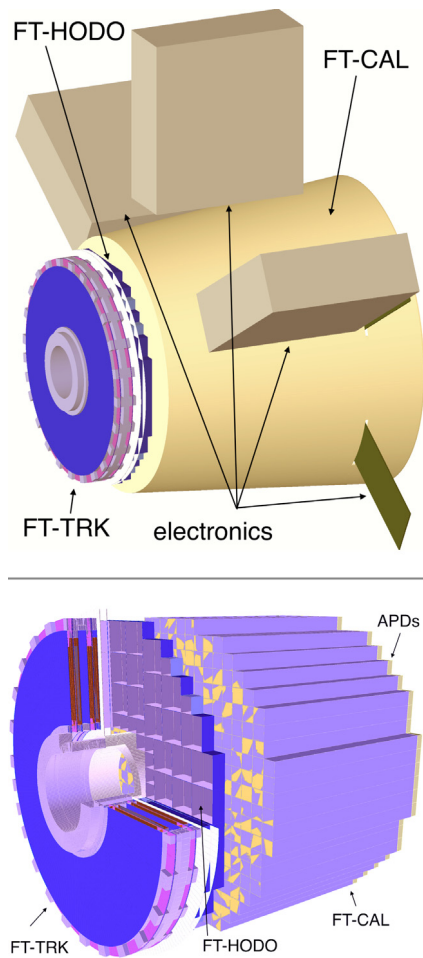 FT-HODO
FT-CAL
FT-TRK
electronics
APDs
FT-CAL
FT-HODO
FT-TRK